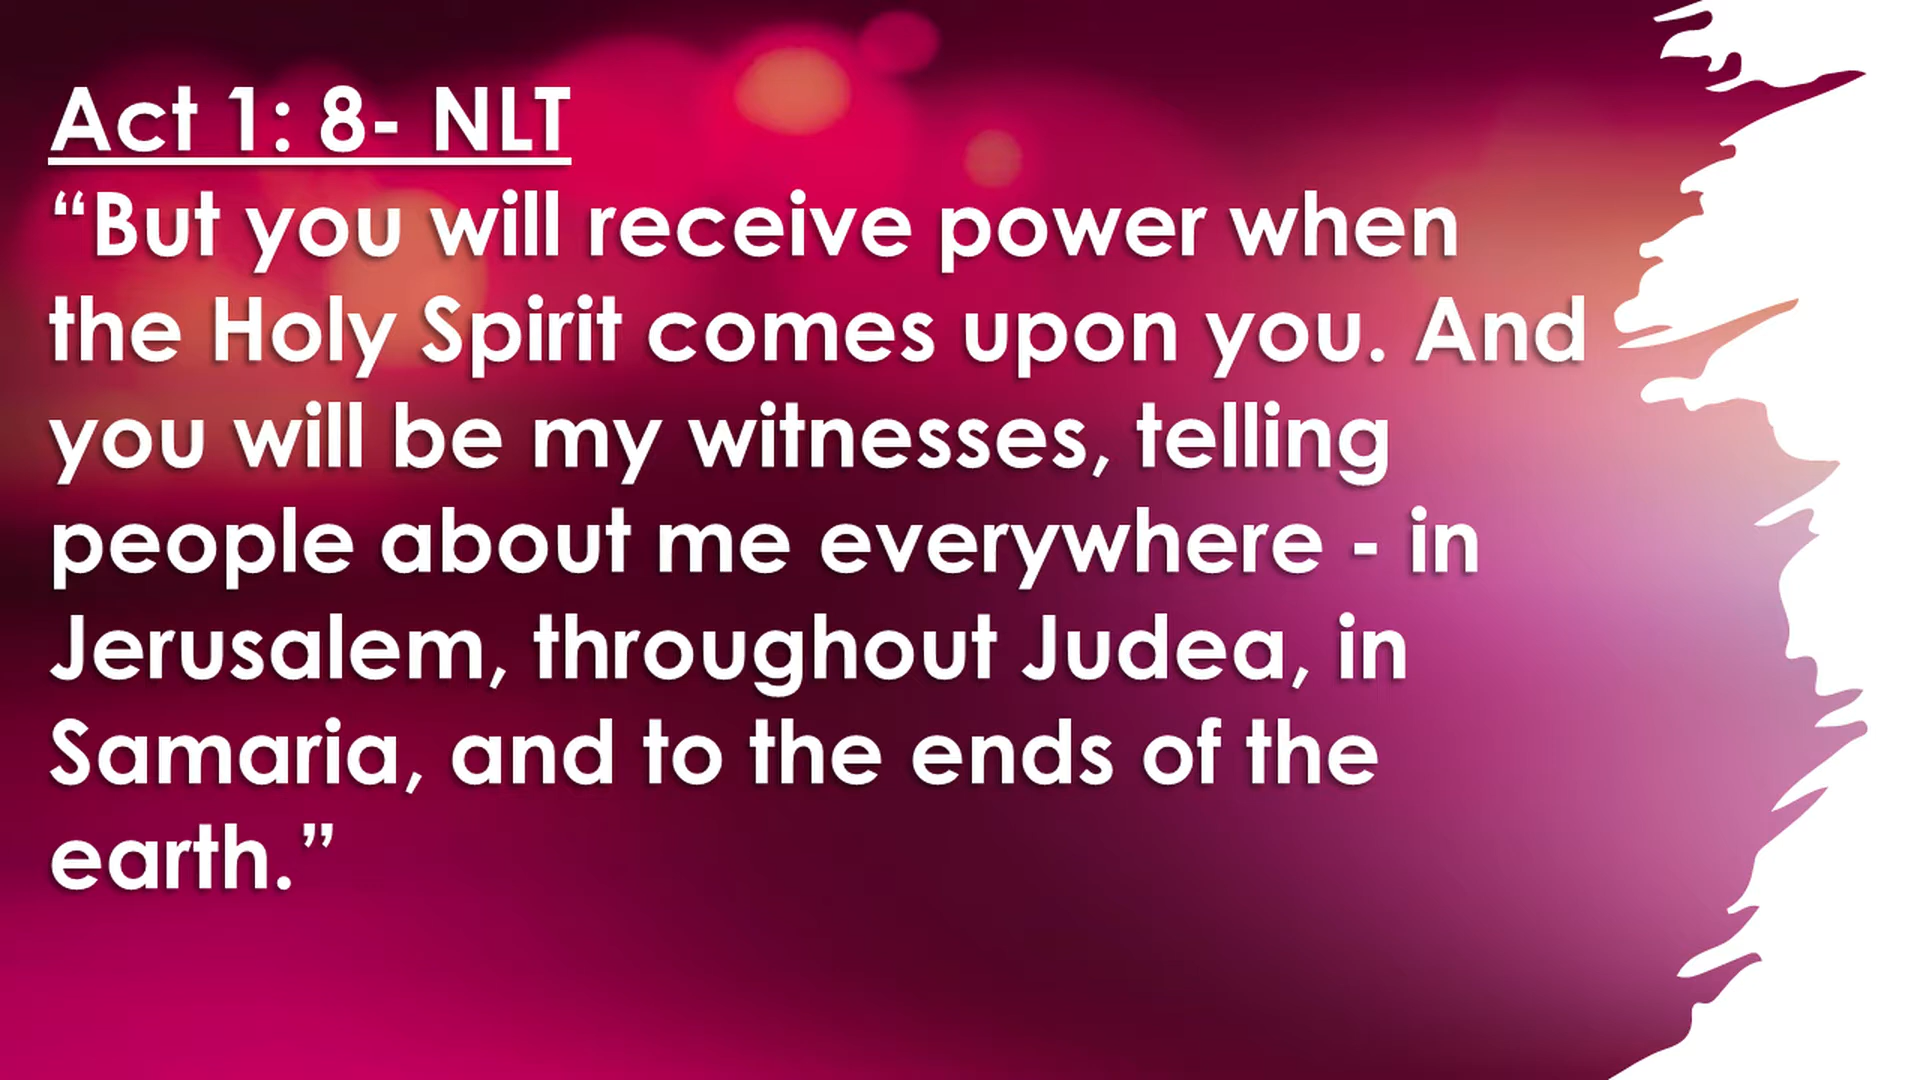 Act 1: 8- NLT
“But you will receive power when
the Holy Spirit comes upon you. And
you will be my witnesses, telling
people about me everywhere - in
Jerusalem, throughout Judea, in
Samaria, and to the ends of the
earth.”